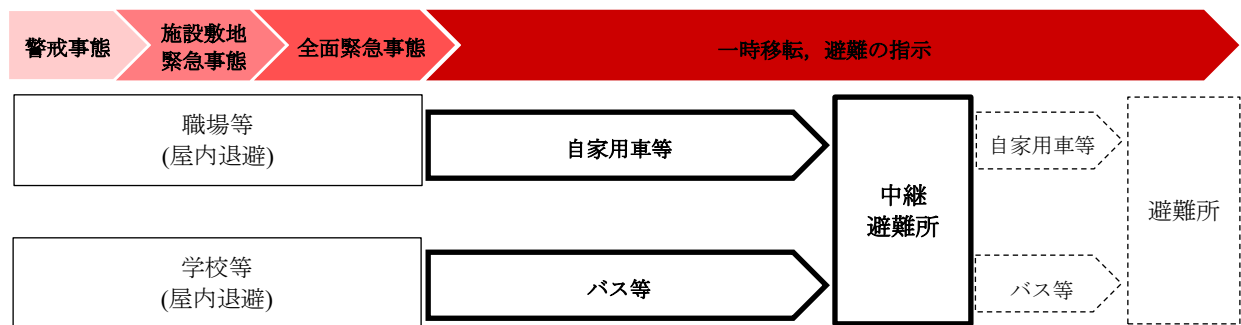 警戒事態
施設敷地
緊急事態
全面緊急事態
一時移転，避難の指示
職場等
(屋内退避)
自家用車等
中継
避難所
自家用車等
避難所
学校等
(屋内退避)
バス等
バス等